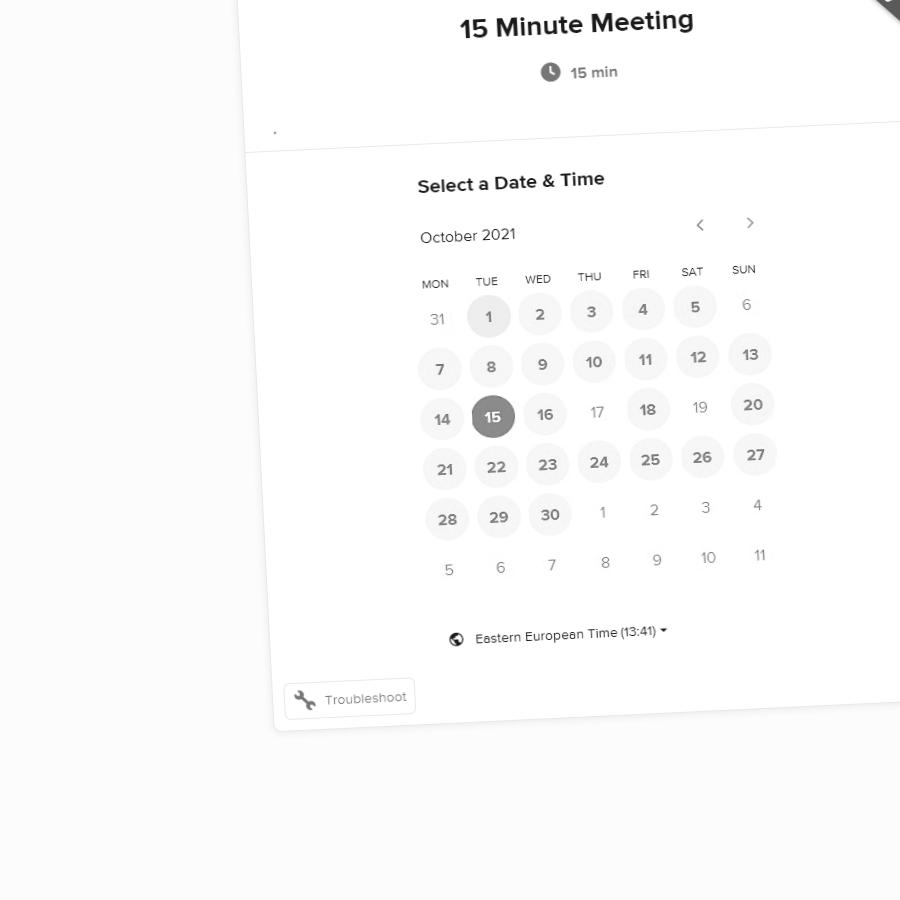 15 Minute Meeting
15 min
Select a Date & Time
October 2021
MON TUE WED THU FRI SAT SUN
31 1 2 3 4 5 6
7 8 9 10 11 12 13
14 15 16 17 18 19 20
21 22 23 24 25 26 27
28 29 30 1 2 3 4
5 6 7 8 9 10 11
Eastern European Time (13:41)
Troubleshoot